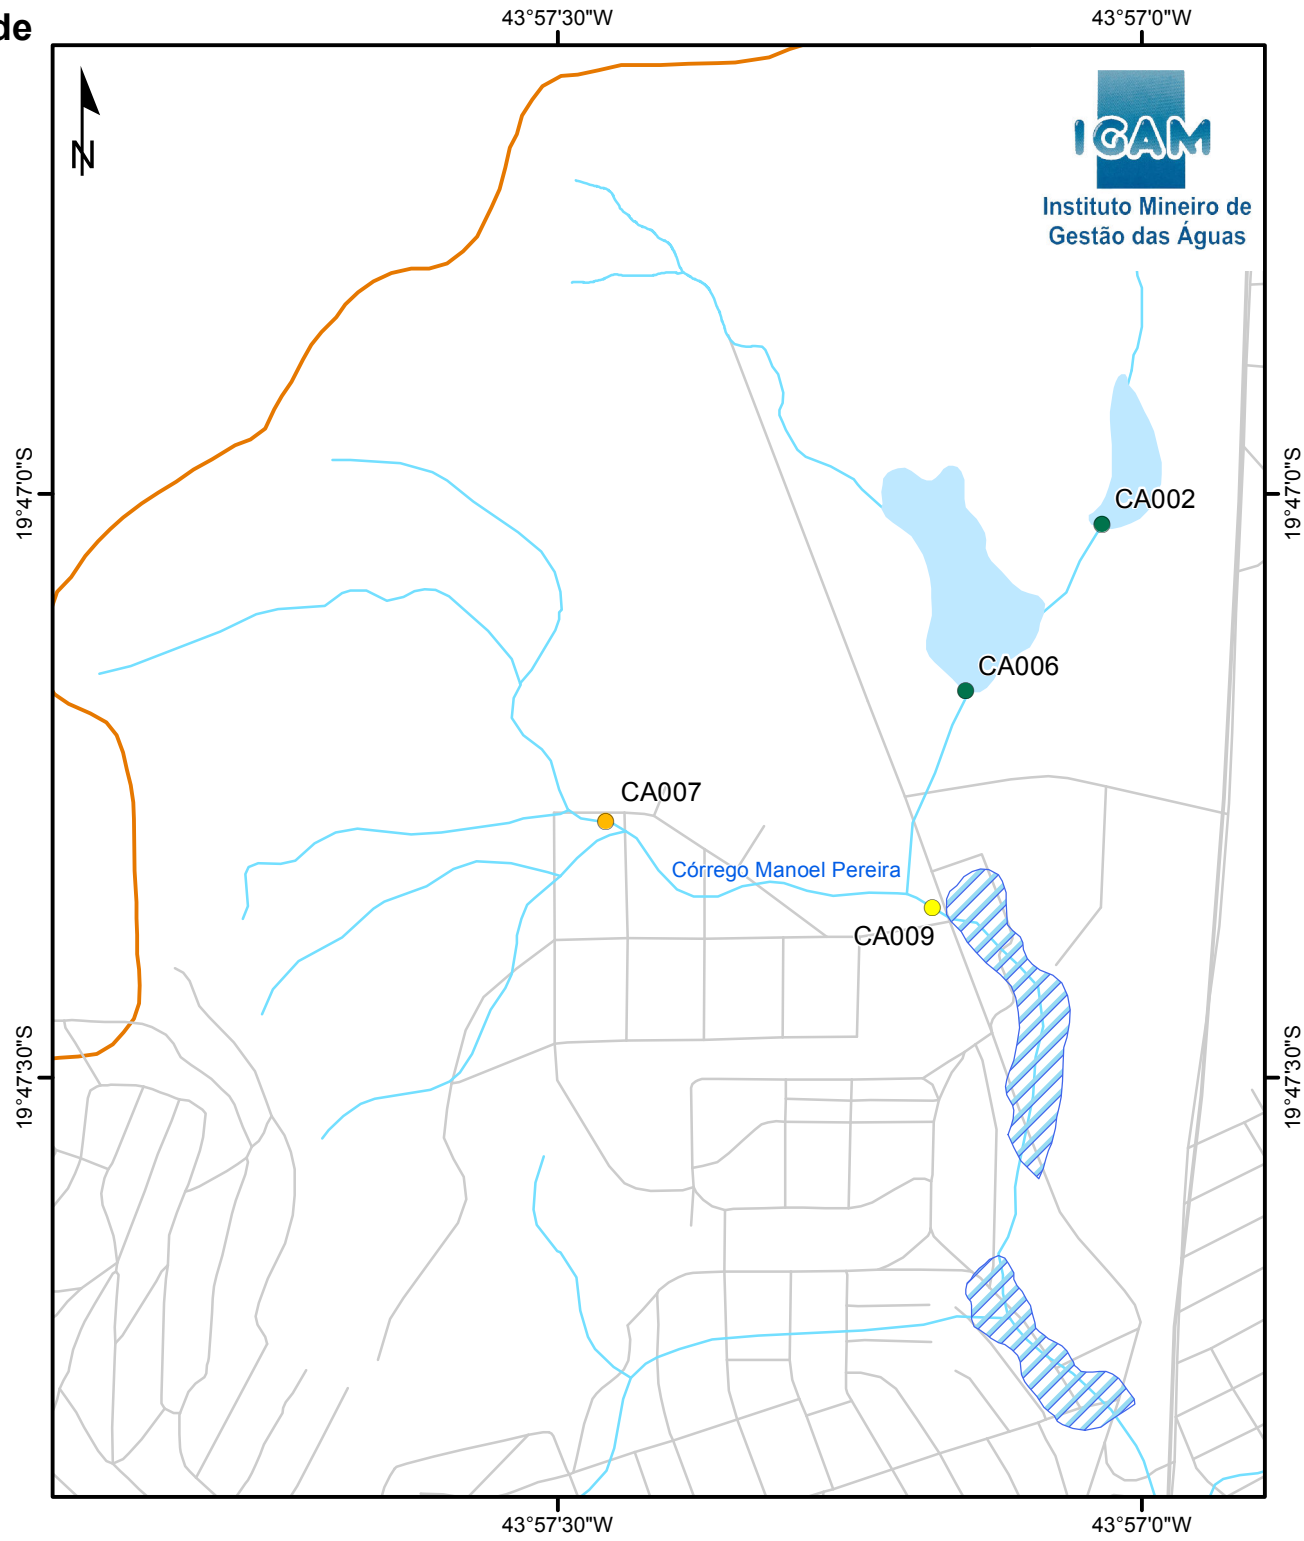 de
43°57'30"W
43°57'0"W
N
IGAM
Instituto Mineiro de
Gestão das Águas
19°47'0"S
19°47'0"S
CA002
CA006
CA007
Córrego Manoel Pereira
CA009
19°47'30"S
19°47'30"S
43°57'30"W
43°57'0"W